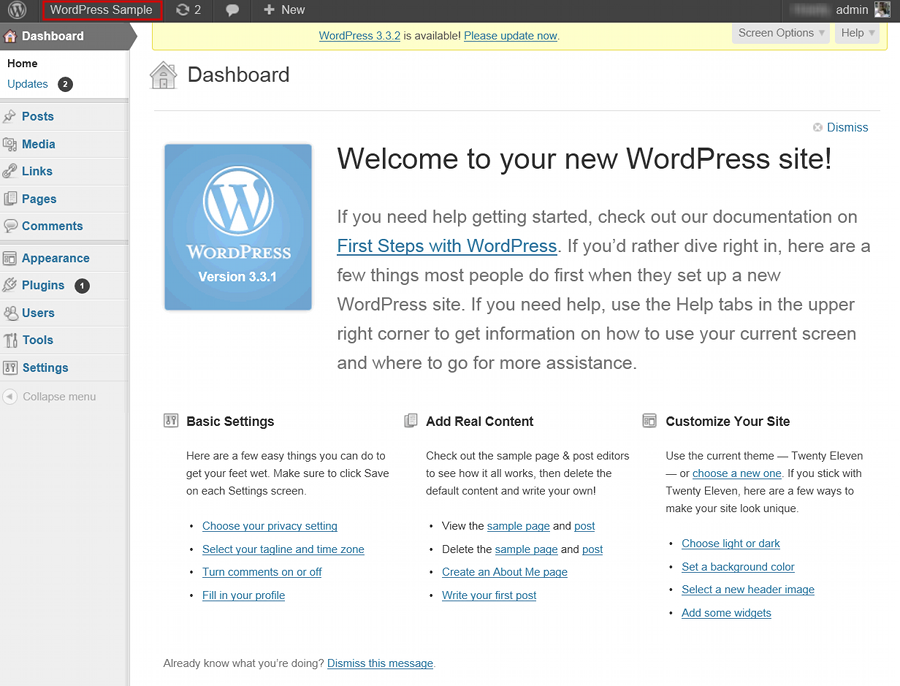 WordPress Sample 2 New admin
WordPress 3.3.2 is available! Please update now.
Screen Options Help
Dashboard
Home
Updates 2
Posts
Media
Links
Pages
Comments
Appearance
Plugins 1
Users
Tools
Settings
Collapse menu
Dashboard
Dismiss
WORDPRESS
Version 3.3.1
Welcome to your new WordPress site!
If you need help getting started, check out our documentation on
First Steps with WordPress. If you’d rather dive right in, here are a
few things most people do first when they set up a new
WordPress site. If you need help, use the Help tabs in the upper
right corner to get information on how to use your current screen
and where to go for more assistance.
Basic Settings
Here are a few easy things you can do to
get your feet wet. Make sure to click Save
on each Settings screen.
• Choose your privacy setting
• Select your tagline and time zone
• Turn comments on or off
• Fill in your profile
Add Real Content
Check out the sample page & post editors
to see how it all works, then delete the
default content and write your own!
• View the sample page and post
• Delete the sample page and post
• Create an About Me page
• Write your first post
Customize Your Site
Use the current theme — Twenty Eleven
— or choose a new one. If you stick with
Twenty Eleven, here are a few ways to
make your site look unique.
• Choose light or dark
• Set a background color
• Select a new header image
• Add some widgets
Already know what you’re doing? Dismiss this message.